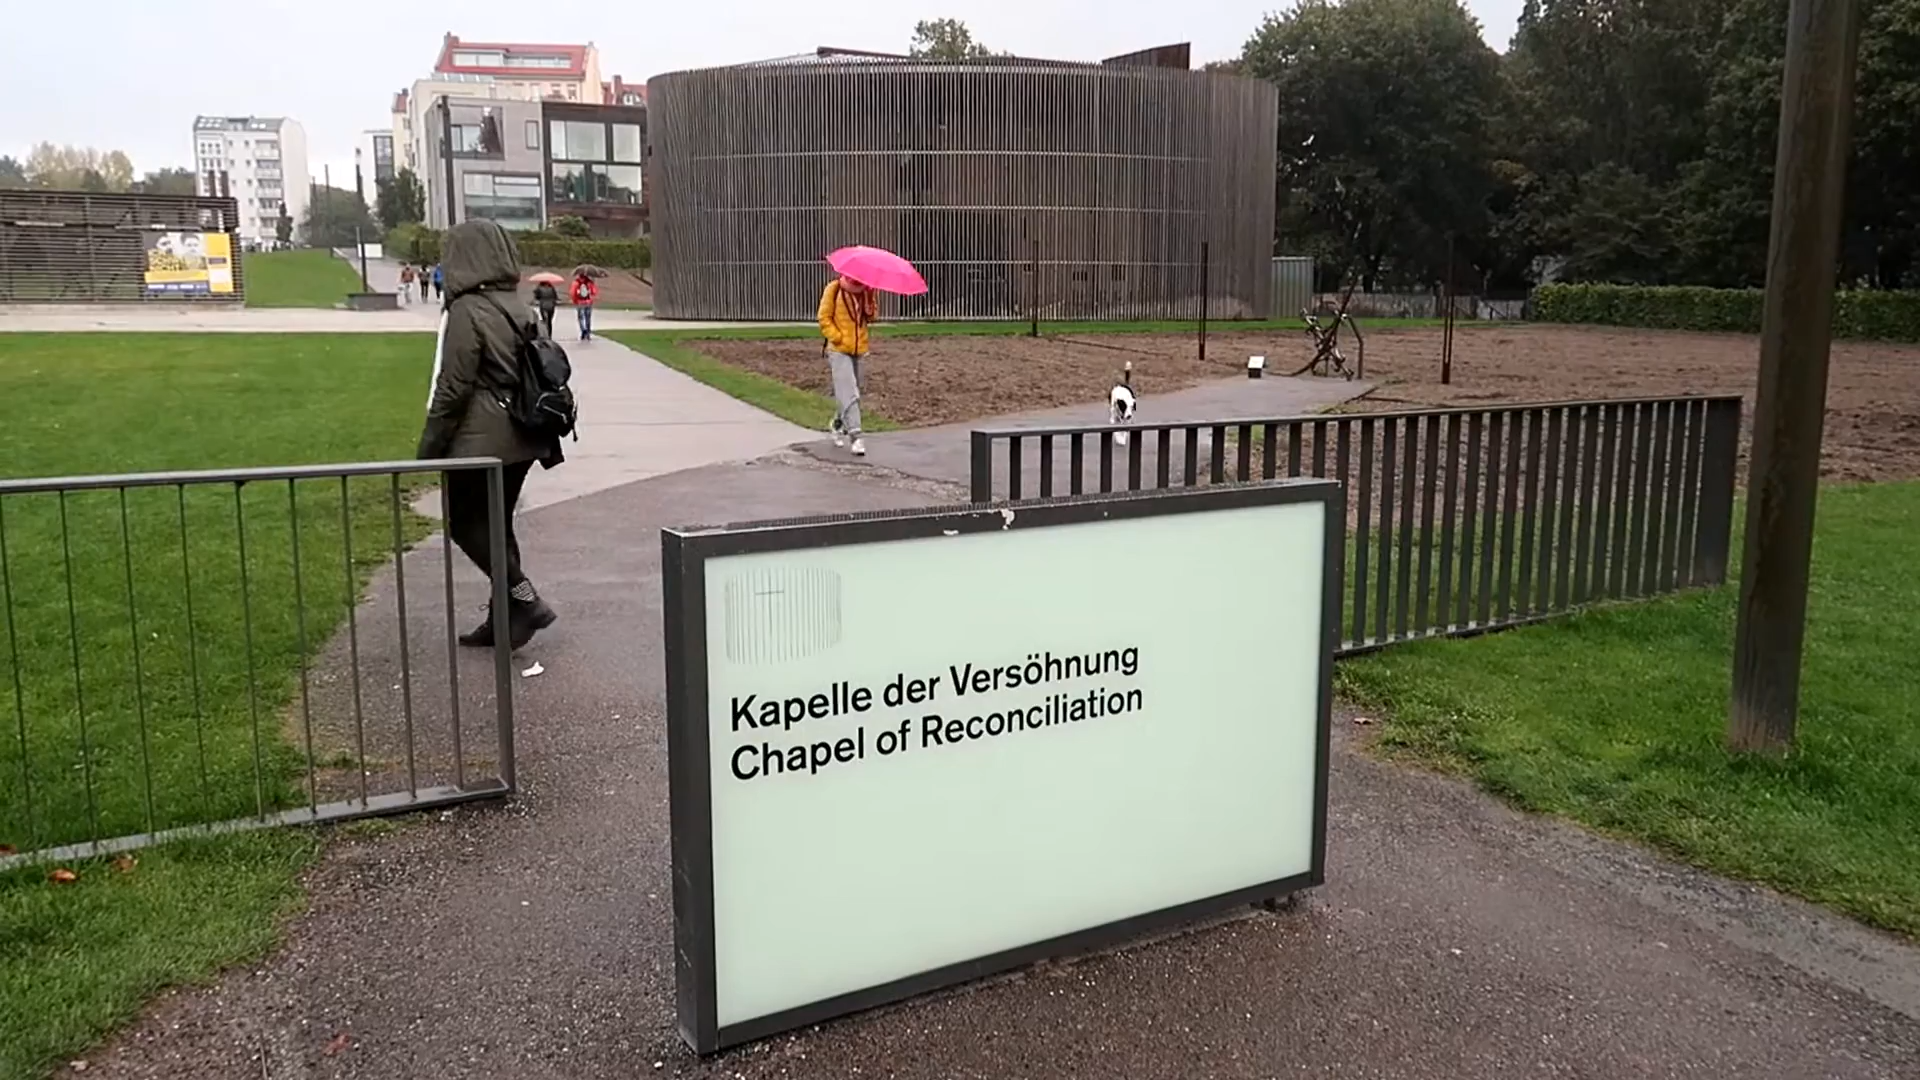 Kapelle der Versöhnung
Chapel of Reconciliation